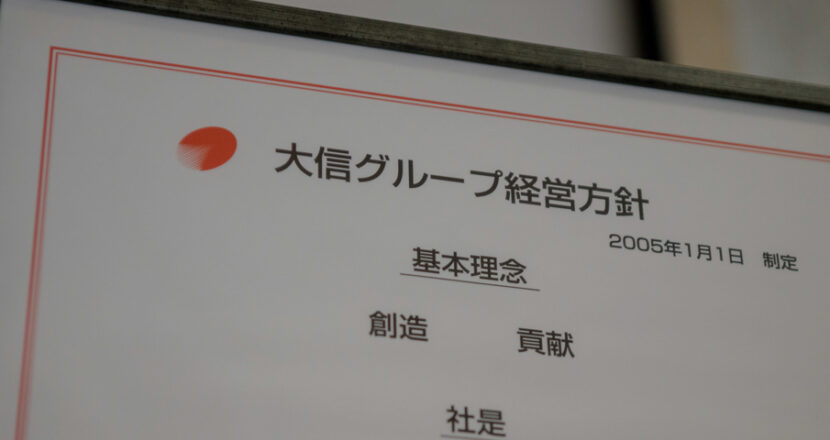 大信グループ経営方針
2005年1月1日　制定
基本理念
創造　貢献
社是